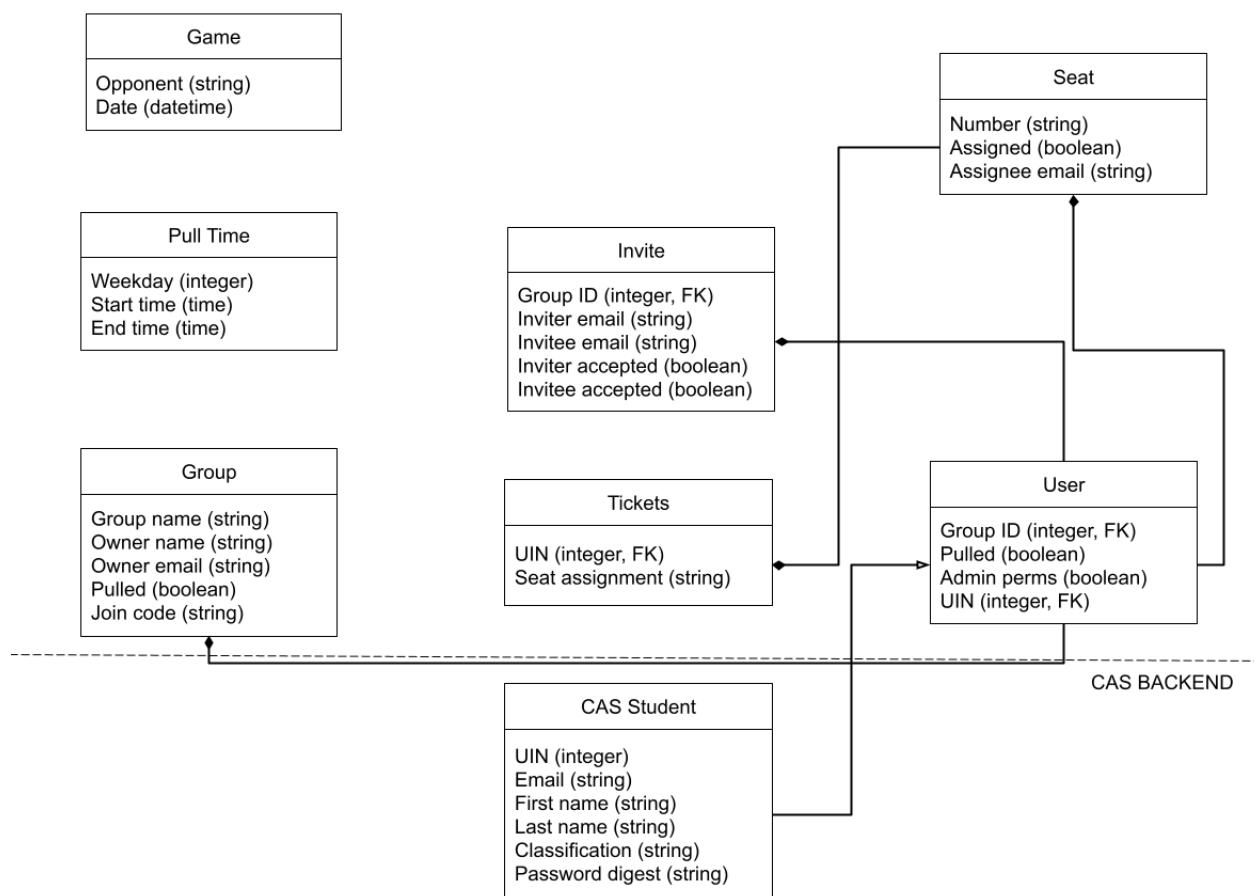 Game
Opponent (string)
Date (datetime)
Seat
Number (string)
Assigned (boolean)
Assignee email (string)
Pull Time
Weekday (integer)
Start time (time)
End time (time)
Invite
Group ID (integer, FK)
Inviter email (string)
Invitee email (string)
Inviter accepted (boolean)
Invitee accepted (boolean)
Group
Group name (string)
Owner name (string)
Owner email (string)
Pulled (boolean)
Join code (string)
Tickets
UIN (integer, FK)
Seat assignment (string)
User
Group ID (integer, FK)
Pulled (boolean)
Admin perms (boolean)
UIN (integer, FK)
CAS BACKEND
CAS Student
UIN (integer)
Email (string)
First name (string)
Last name (string)
Classification (string)
Password digest (string)